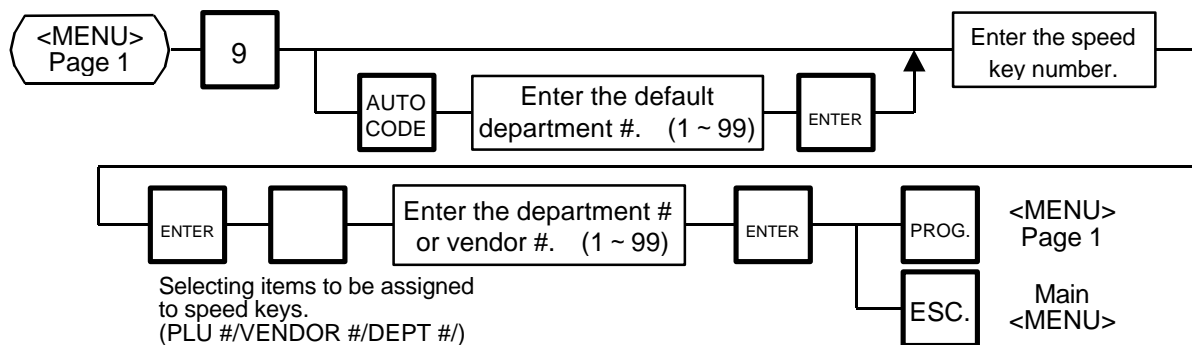 <MENU>
Page 1
9
AUTO
CODE
Enter the default
department #. (1 ~ 99)
ENTER
Enter the speed
key number.
ENTER
Enter the department #
or vendor #. (1 ~ 99)
ENTER
PROG.
<MENU>
Page 1
Selecting items to be assigned
to speed keys.
(PLU #/VENDOR #/DEPT #/)
ESC.
Main
<MENU>